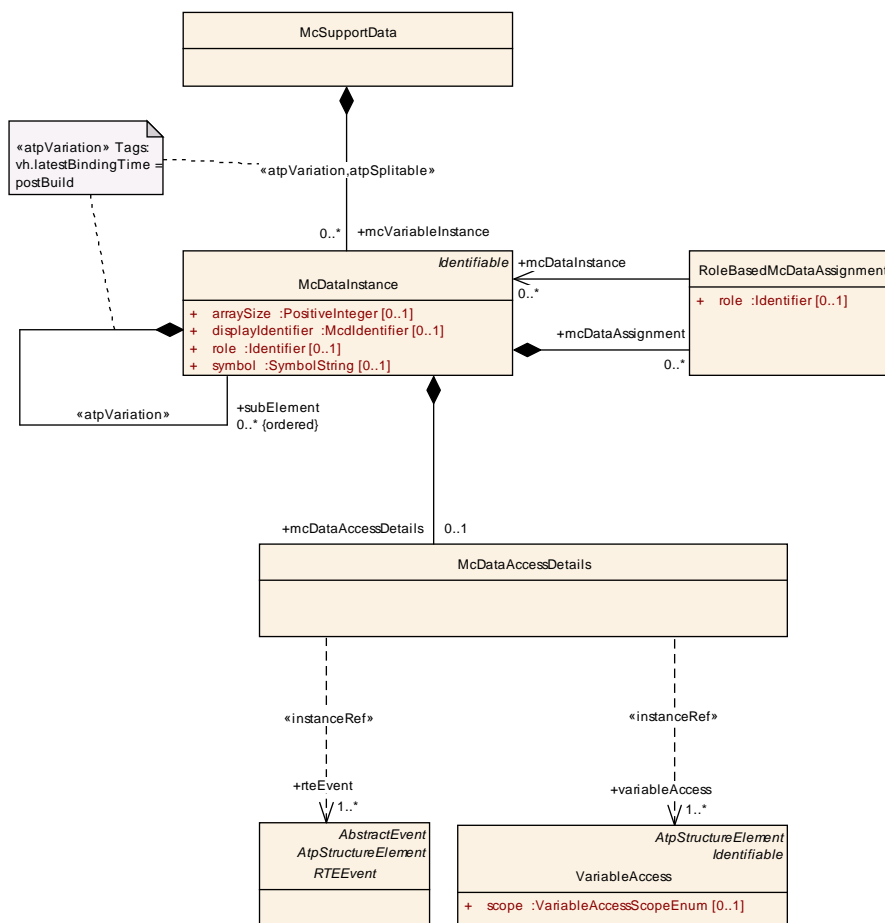 McSupportData
«atpVariation» Tags:
vh.latestBindingTime =
postBuild
«atpVariation,atpSplitable»
0..*
+mcVariableInstance
Identifiable
McDataInstance
+ arraySize :PositiveInteger [0..1]
+ displayIdentifier :McdIdentifier [0..1]
+ role :Identifier [0..1]
+ symbol :SymbolString [0..1]
+mcDataInstance
0..*
RoleBasedMcDataAssignment
+ role :Identifier [0..1]
+mcDataAssignment
0..*
«atpVariation»
+subElement
0..* {ordered}
+mcDataAccessDetails
0..1
McDataAccessDetails
«instanceRef»
«instanceRef»
+rteEvent
1..*
+variableAccess
1..*
AbstractEvent
AtpStructureElement
RTEEvent
AtpStructureElement
Identifiable
VariableAccess
+ scope :VariableAccessScopeEnum [0..1]